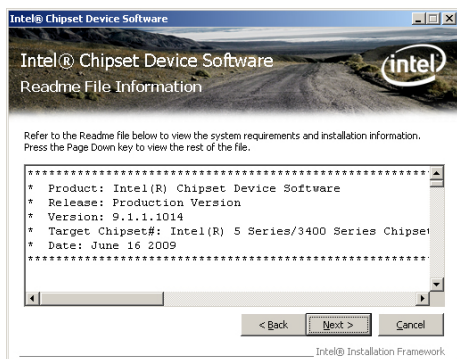 Intel® Chipset Device Software
Intel® Chipset Device Software
Readme File Information
intel
Refer to the Readme file below to view the system requirements and installation information.
Press the Page Down key to view the rest of the file.
************************************************
* Product: Intel(R) Chipset Device Software
* Release: Production Version
* Version: 9.1.1.1014
* Target Chipset#: Intel(R) 5 Series/3400 Series Chipset
* Date: June 16 2009
************************************************
< Back
Next >
Cancel
Intel® Installation Framework